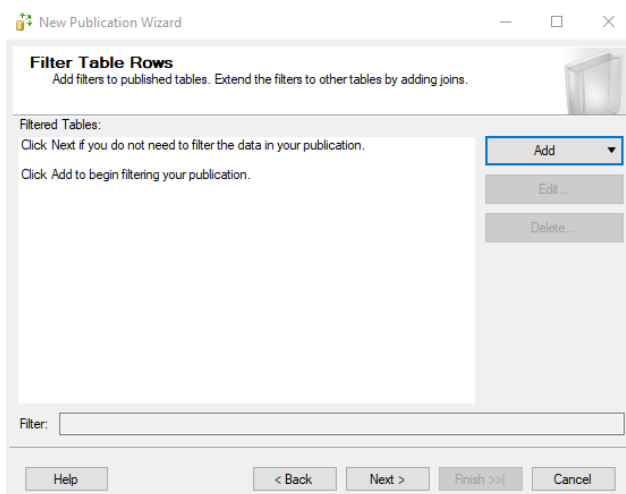 New Publication Wizard
Filter Table Rows
Add filters to published tables. Extend the filters to other tables by adding joins.
Filtered Tables:
Click Next if you do not need to filter the data in your publication.
Click Add to begin filtering your publication.
Add
Edit...
Delete...
Filter:
Help
< Back
Next >
Finish >>|
Cancel